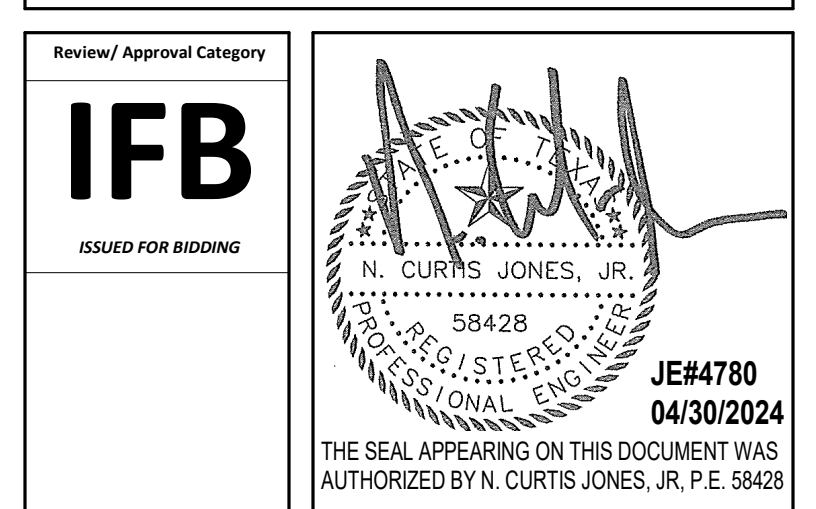 Review/ Approval Category
IFB
ISSUED FOR BIDDING
STATE OF TEXAS
N. CURTIS JONES, JR.
58428
REGISTERED
PROFESSIONAL ENGINEER
JE#4780
04/30/2024
THE SEAL APPEARING ON THIS DOCUMENT WAS
AUTHORIZED BY N. CURTIS JONES, JR, P.E. 58428